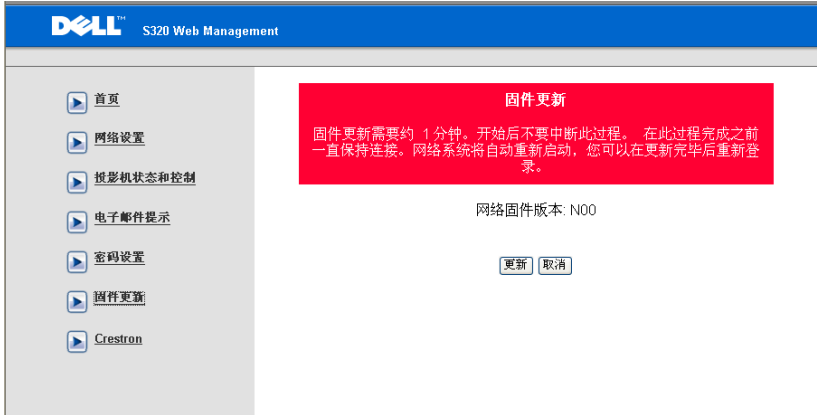 DELL™ S320 Web Management
首页
网络设置
投影机状态和控制
电子邮件提示
密码设置
固件更新
Crestron
固件更新
固件更新需要约 1分钟。开始后不要中断此过程。 在此过程完成之前
一直保持连接。网络系统将自动重新启动，您可以在更新完毕后重新登
录。
网络固件版本: N00
更新 取消